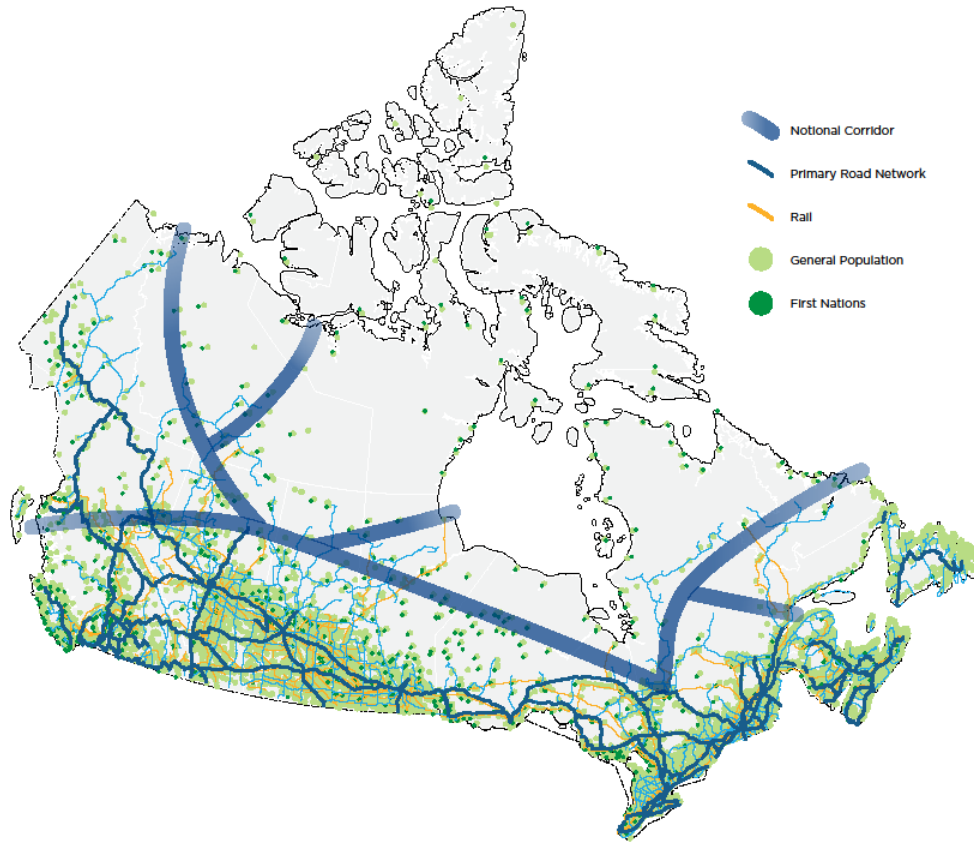 Notional Corridor
Primary Road Network
Rail
General Population
First Nations